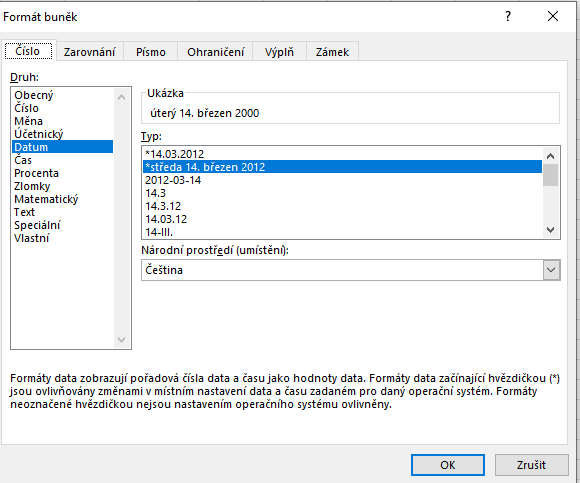 Formát buněk
?
Číslo Zarovnání Písmo Ohraničení Výplň Zámek
Druh:
Obecný
Číslo
Měna
Účetnický
Datum
Čas
Procenta
Zlomky
Matematický
Text
Speciální
Vlastní
Ukázka
úterý 14. březen 2000
Typ:
*14.03.2012
*středa 14. březen 2012
2012-03-14
14.3
14.3.12
14.03.12
14-III.
Národní prostředí (umístění):
Čeština
Formáty data zobrazují pořadová čísla data a času jako hodnoty data. Formáty data začínající hvězdičkou (*)
jsou ovlivňovány změnami v místním nastavení data a času zadaném pro daný operační systém. Formáty
neoznačené hvězdičkou nejsou nastavením operačního systému ovlivněny.
OK Zrušit